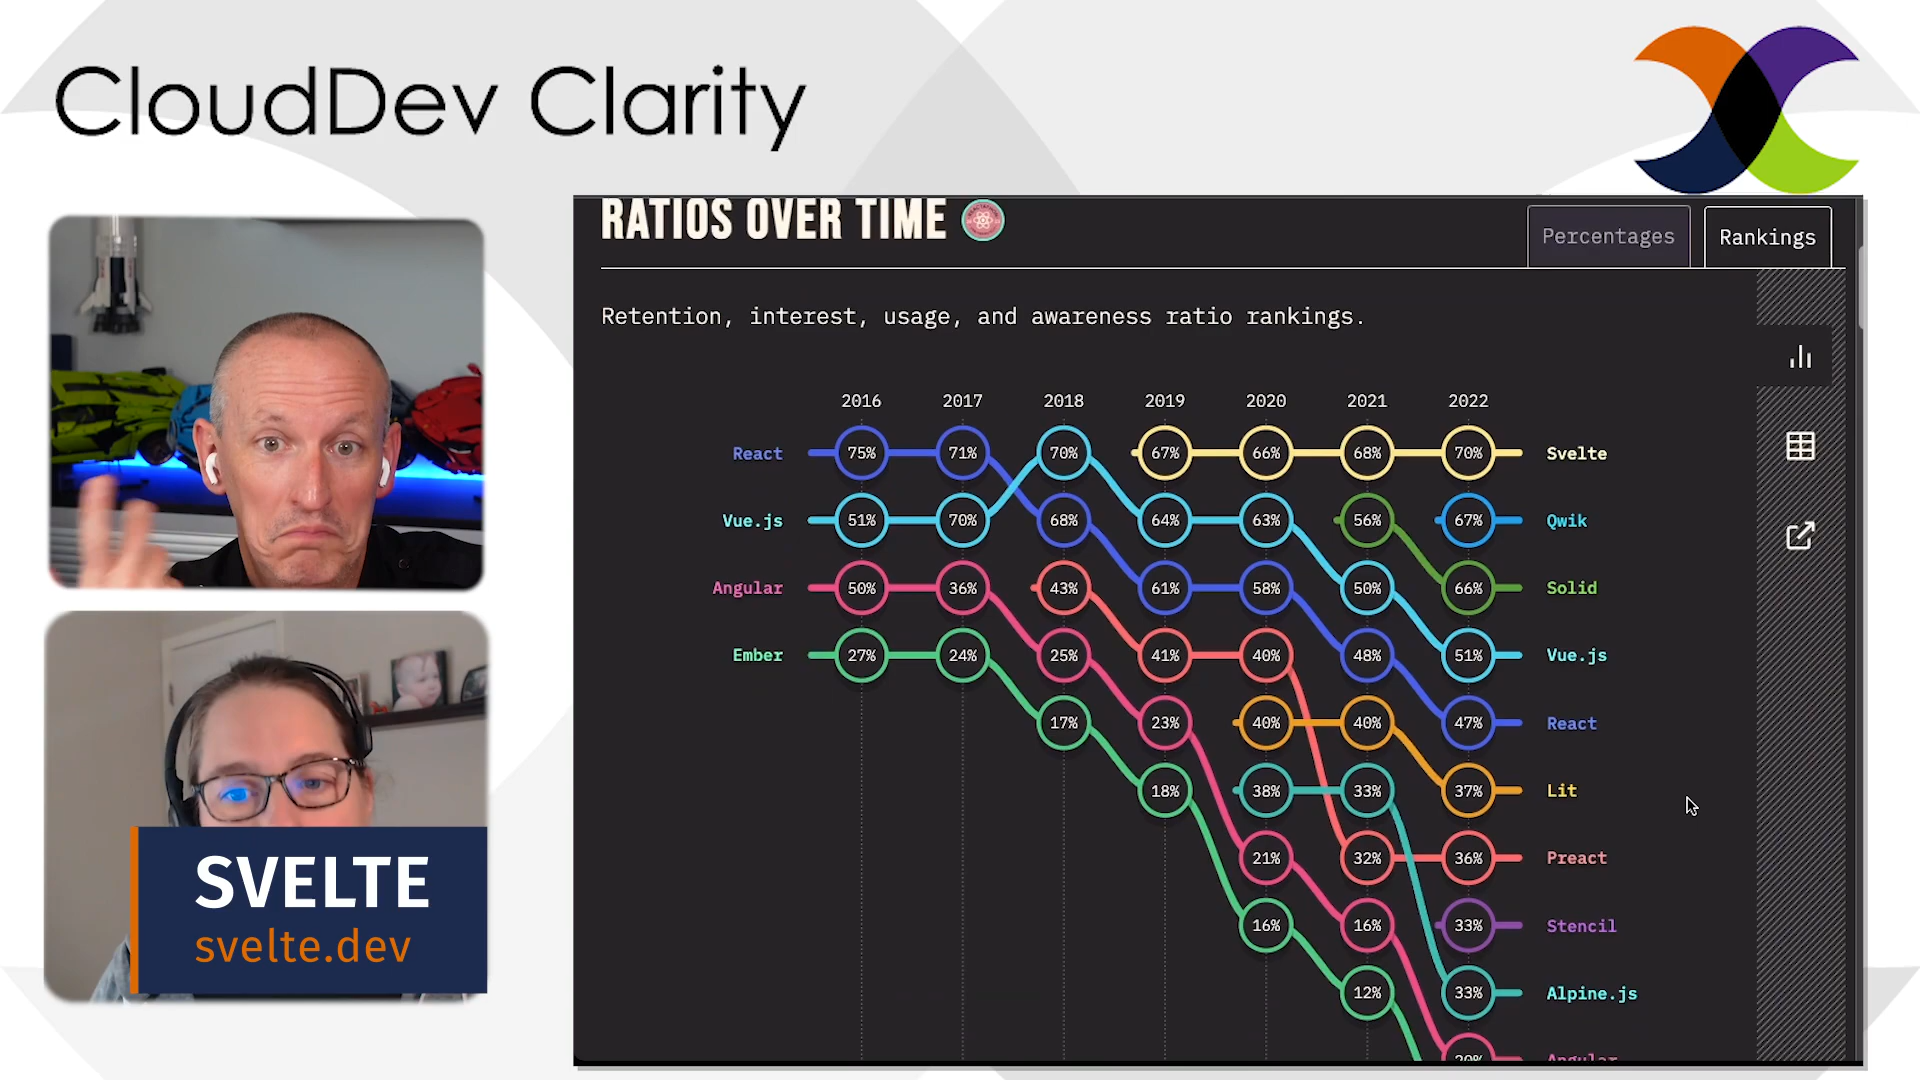 CloudDev Clarity
RATIOS OVER TIME
Percentages
Rankings
Retention, interest, usage, and awareness ratio rankings.
2016 2017 2018 2019 2020 2021 2022
React 75% 71% 70% 67% 66% 68% 70% Svelte
Vue.js 51% 70% 68% 64% 63% 56% 67% Qwik
Angular 50% 36% 43% 61% 58% 50% 66% Solid
Ember 27% 24% 25% 41% 40% 48% 51% Vue.js
17% 23% 40% 40% 47% React
18% 38% 33% 37% Lit
21% 32% 36% Preact
16% 16% 33% Stencil
12% 33% Alpine.js
20% Angular
SVELTE
svelte.dev